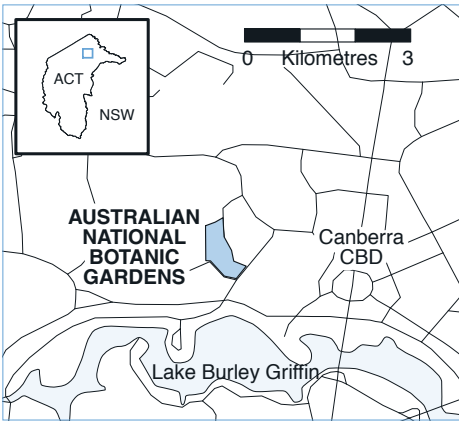 0 Kilometres 3
ACT
NSW
AUSTRALIAN
NATIONAL
BOTANIC
GARDENS
Canberra
CBD
Lake Burley Griffin